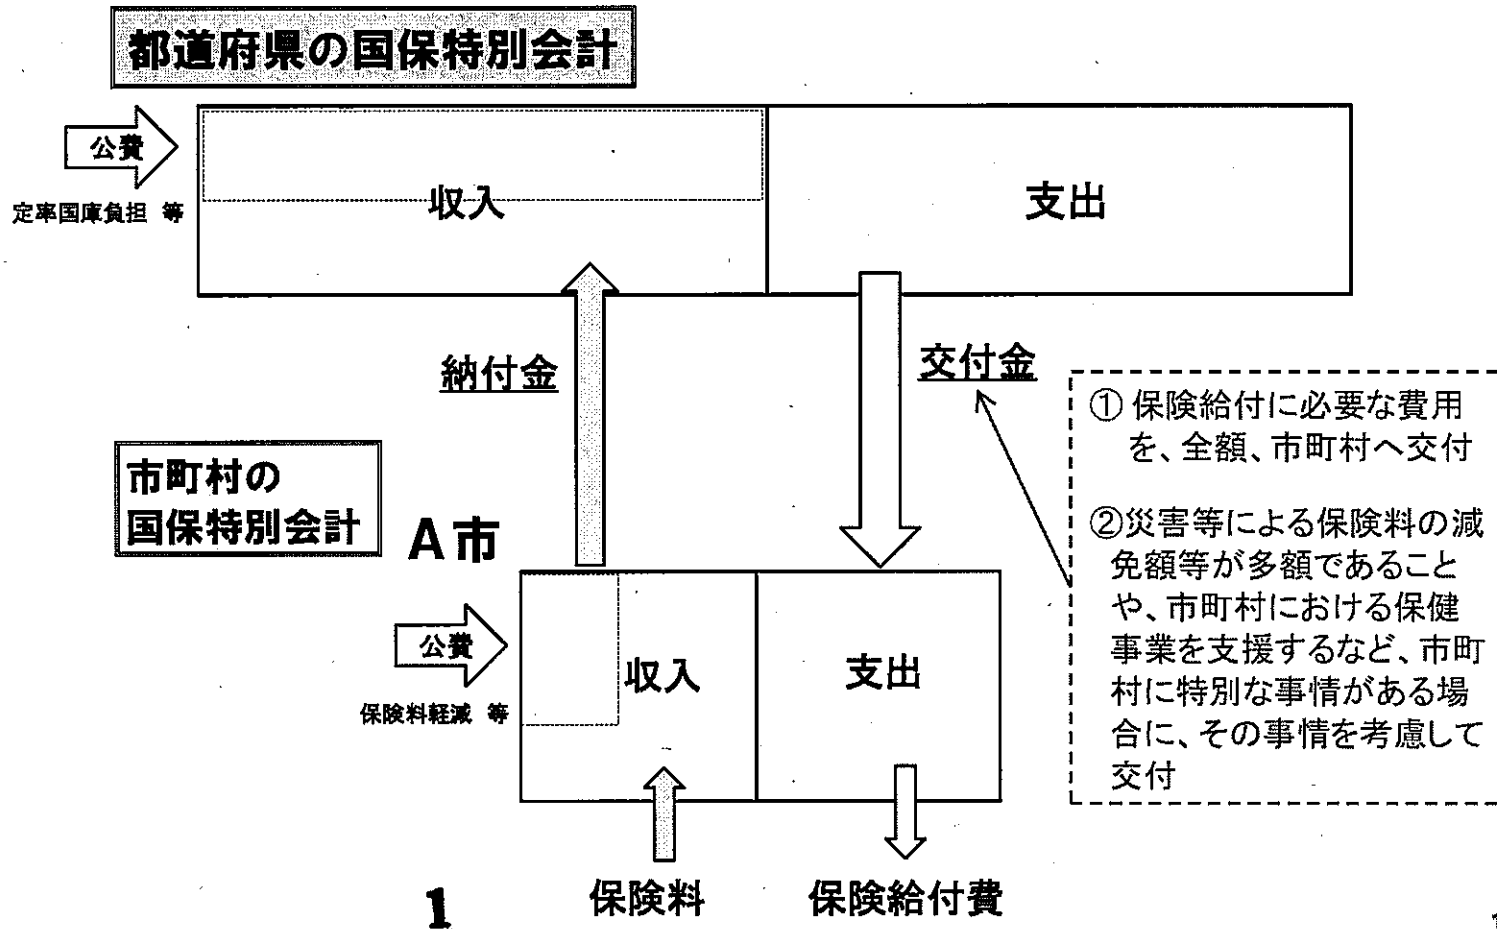 都道府県の国保特別会計
公費
定率国庫負担 等
収入
支出
納付金
交付金
① 保険給付に必要な費用
を、全額、市町村へ交付
②災害等による保険料の減
免額等が多額であること
や、市町村における保健
事業を支援するなど、市町
村に特別な事情がある場
合に、その事情を考慮して
交付
市町村の
国保特別会計
A市
公費
保険料軽減 等
収入
支出
保険料
保険給付費
1